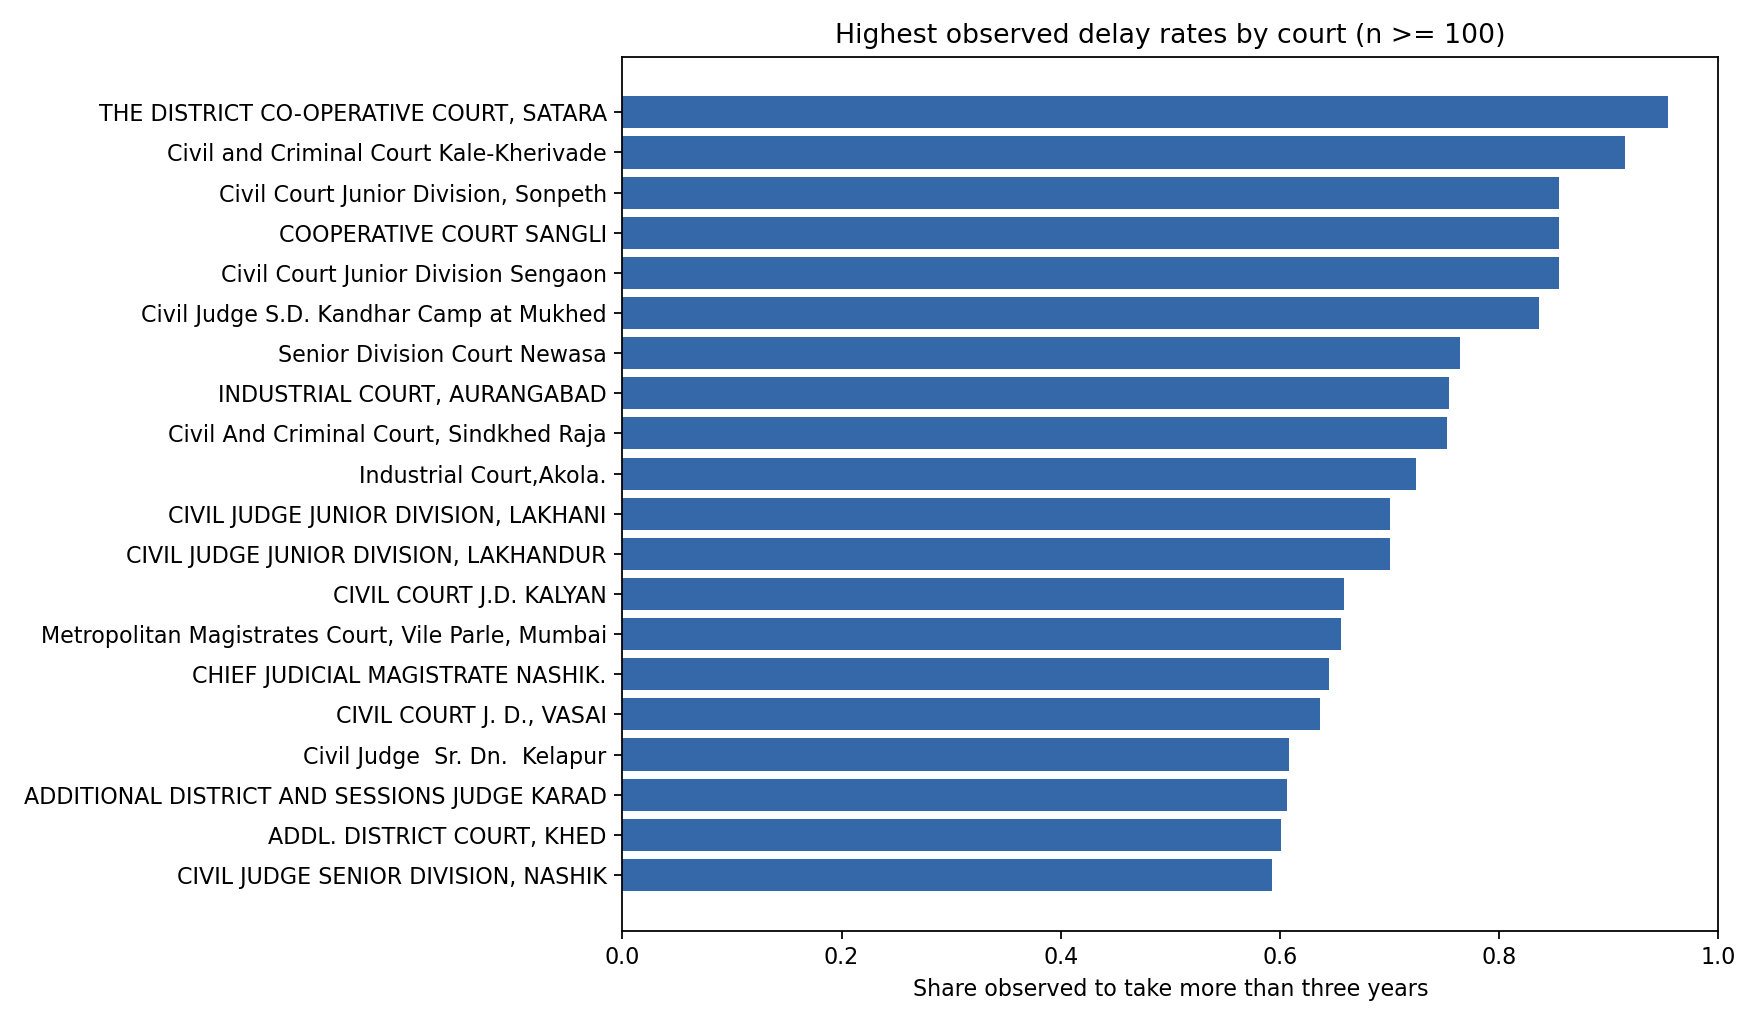 Highest observed delay rates by court (n >= 100)
THE DISTRICT CO-OPERATIVE COURT, SATARA
Civil and Criminal Court Kale-Kherivade
Civil Court Junior Division, Sonpeth
COOPERATIVE COURT SANGLI
Civil Court Junior Division Sengaon
Civil Judge S.D. Kandhar Camp at Mukhed
Senior Division Court Newasa
INDUSTRIAL COURT, AURANGABAD
Civil And Criminal Court, Sindkhed Raja
Industrial Court,Akola.
CIVIL JUDGE JUNIOR DIVISION, LAKHANI
CIVIL JUDGE JUNIOR DIVISION, LAKHANDUR
CIVIL COURT J.D. KALYAN
Metropolitan Magistrates Court, Vile Parle, Mumbai
CHIEF JUDICIAL MAGISTRATE NASHIK.
CIVIL COURT J. D., VASAI
Civil Judge  Sr. Dn.  Kelapur
ADDITIONAL DISTRICT AND SESSIONS JUDGE KARAD
ADDL. DISTRICT COURT, KHED
CIVIL JUDGE SENIOR DIVISION, NASHIK
0.0 0.2 0.4 0.6 0.8 1.0
Share observed to take more than three years